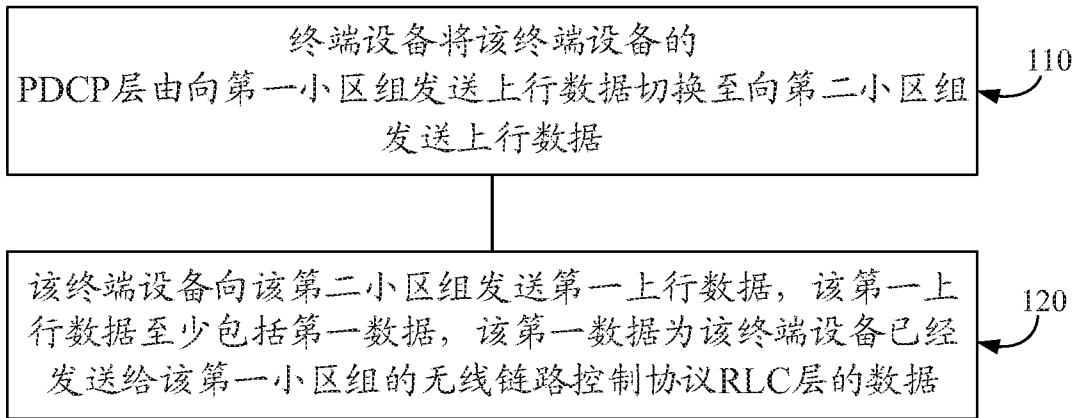 终端设备将该终端设备的
PDCP层由向第一小区组发送上行数据切换至向第二小区组
发送上行数据
110
该终端设备向该第二小区组发送第一上行数据，该第一上
行数据至少包括第一数据，该第一数据为该终端设备已经
发送给该第一小区组的无线链路控制协议RLC层的数据
120